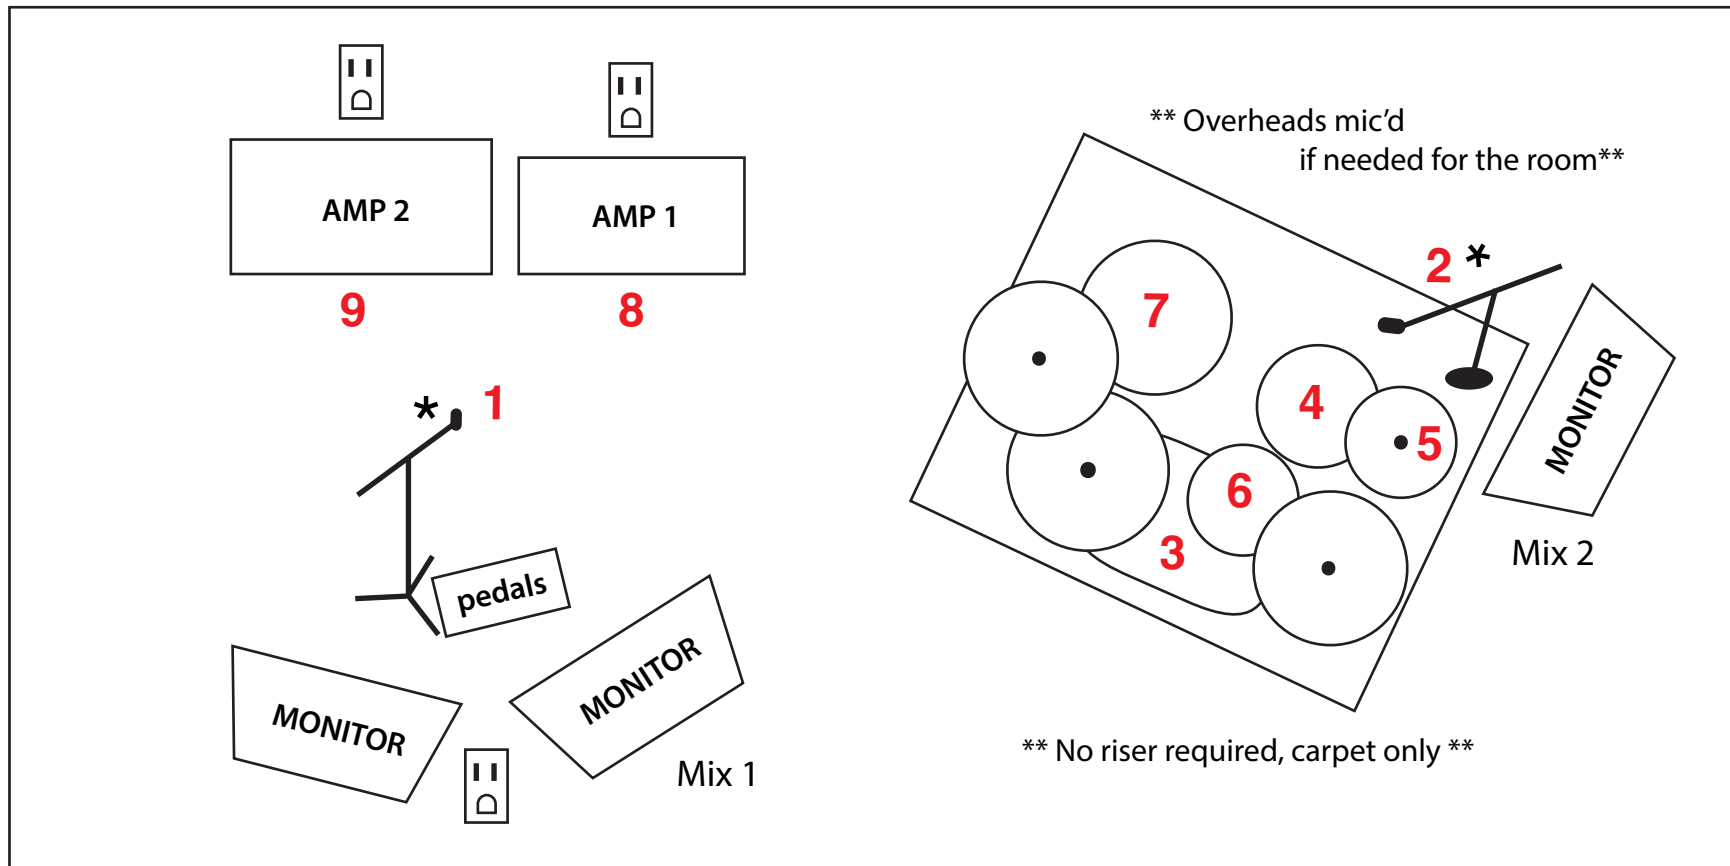 ** Overheads mic'd
if needed for the room**
AMP 2
AMP 1
9
8
2 *
7
* 1
4
5
6
3
MONITOR
Mix 2
pedals
MONITOR
MONITOR
Mix 1
** No riser required, carpet only **